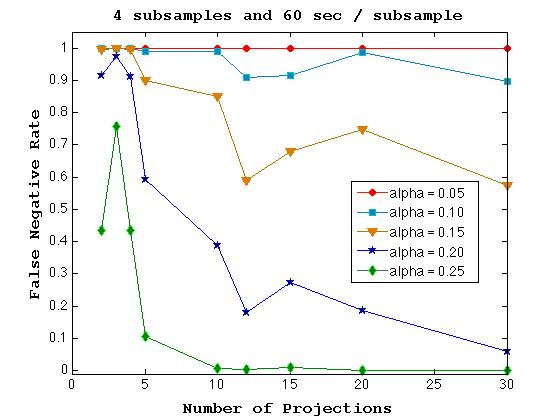 4 subsamples and 60 sec / subsample
False Negative Rate
1
0.9
0.8
0.7
0.6
0.5
0.4
0.3
0.2
0.1
0
alpha = 0.05
alpha = 0.10
alpha = 0.15
alpha = 0.20
alpha = 0.25
0 5 10 15 20 25 30
Number of Projections